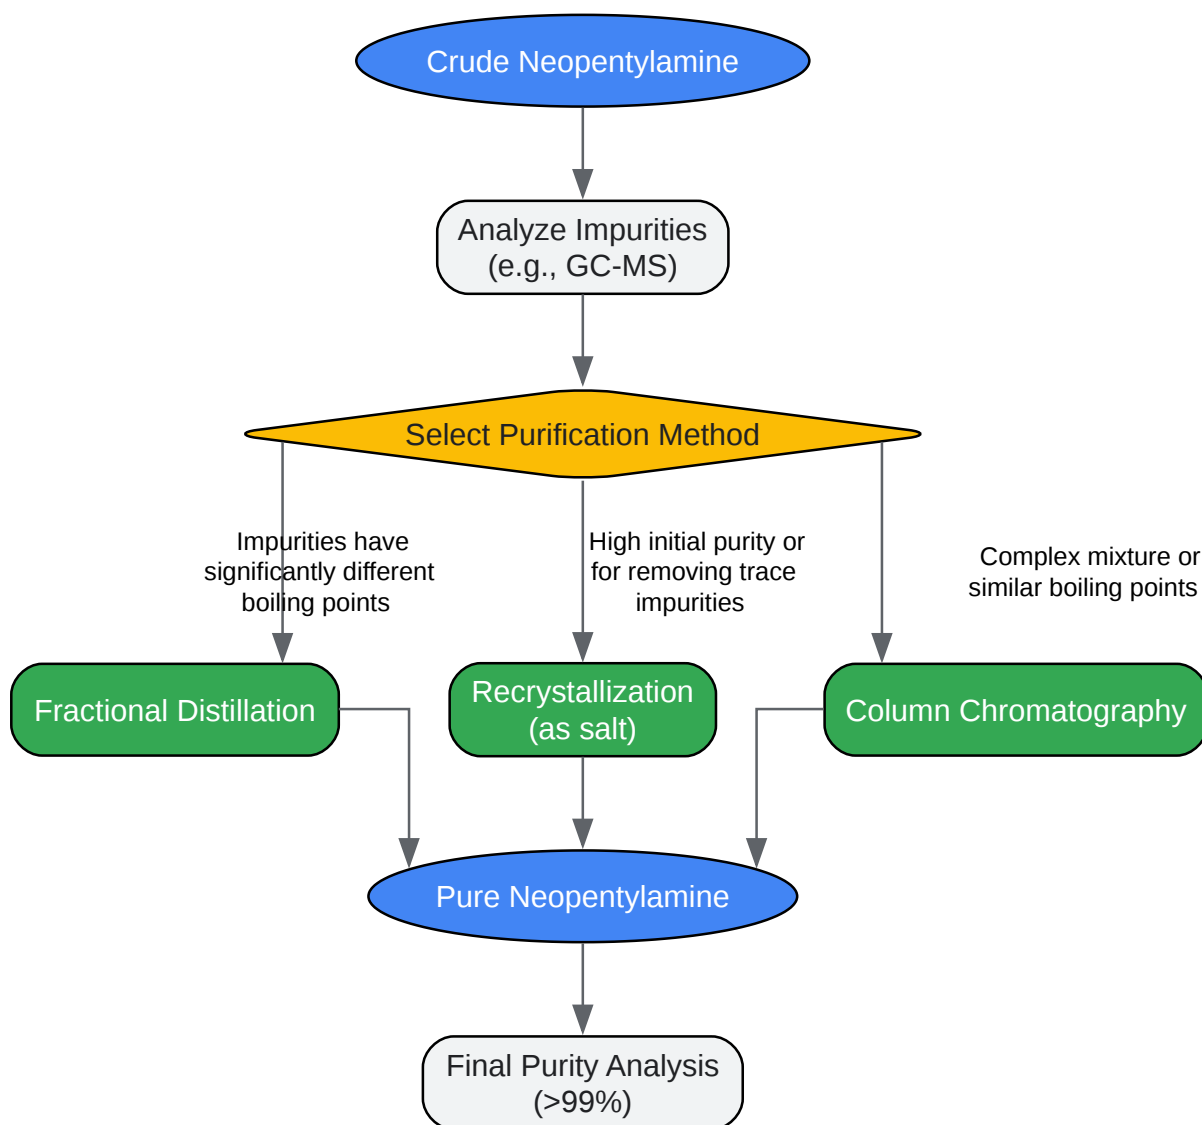 Crude Neopentylamine
Analyze Impurities
(e.g., GC-MS)
Select Purification Method
Impurities have
significantly different
boiling points
High initial purity or
for removing trace
impurities
Complex mixture or
similar boiling points
Fractional Distillation
Recrystallization
(as salt)
Column Chromatography
Pure Neopentylamine
Final Purity Analysis
(>99%)